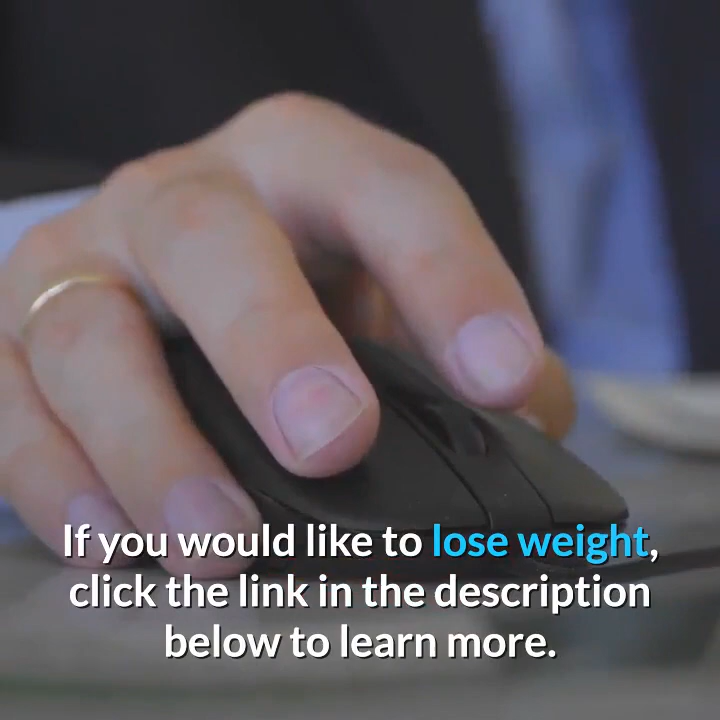 If you would like to lose weight,
click the link in the description
below to learn more.